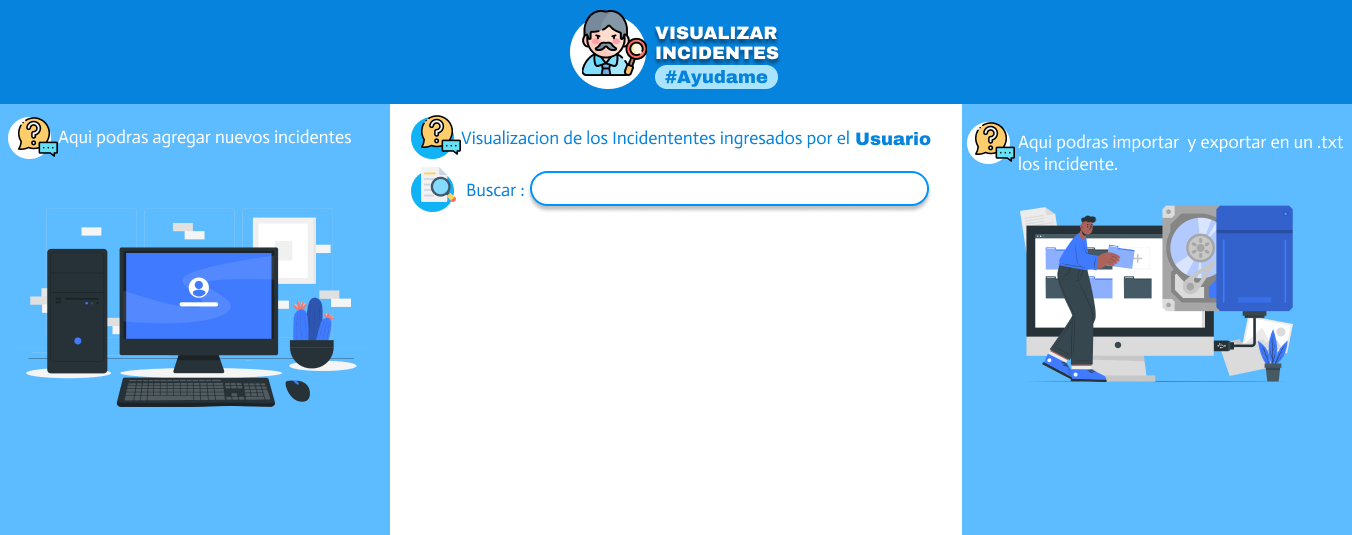 VISUALIZAR
INCIDENTES
#Ayudame
Aqui podras agregar nuevos incidentes
Visualizacion de los Incidententes ingresados por el Usuario
Buscar :
Aqui podras importar y exportar en un .txt
los incidente.